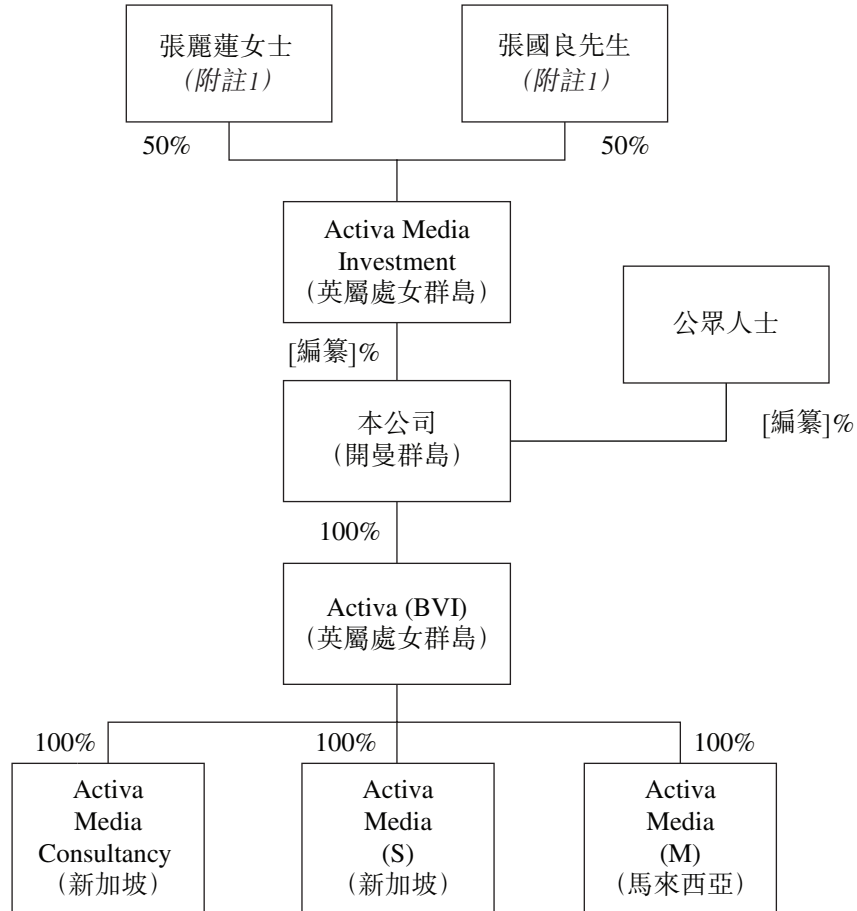 張麗蓮女士
(附註1)
張國良先生
(附註1)
50%
50%
Activa Media
Investment
(英屬處女群島)
公眾人士
[編纂]%
[編纂]%
本公司
(開曼群島)
100%
Activa (BVI)
(英屬處女群島)
100%
100%
100%
Activa
Media
Consultancy
(新加坡)
Activa
Media
(S)
(新加坡)
Activa
Media
(M)
(馬來西亞)